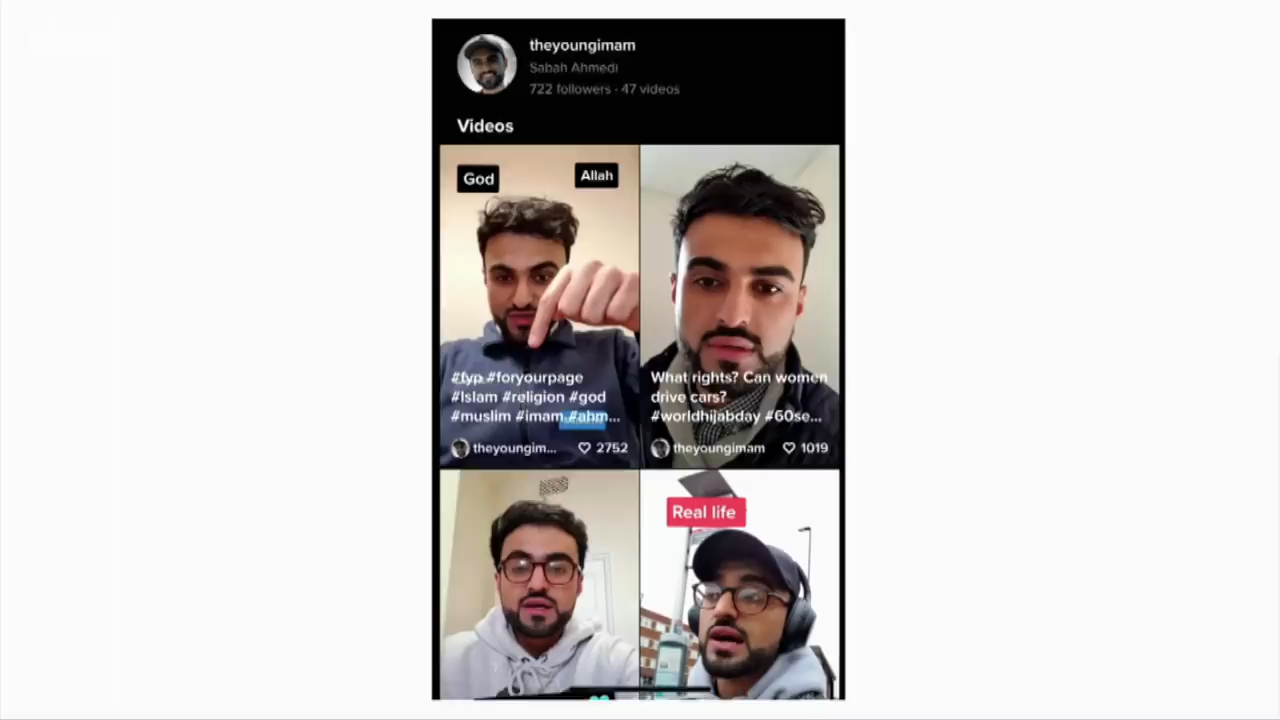 theyoungimam
Sabah Ahmedi
722 followers · 47 videos
Videos
God
Allah
#fyp #foryourpage
#Islam #religion #god
#muslim #imam #ahm...
theyoungim...
2752
What rights? Can women
drive cars?
#worldhijabday #60se...
theyoungimam
1019
Real life